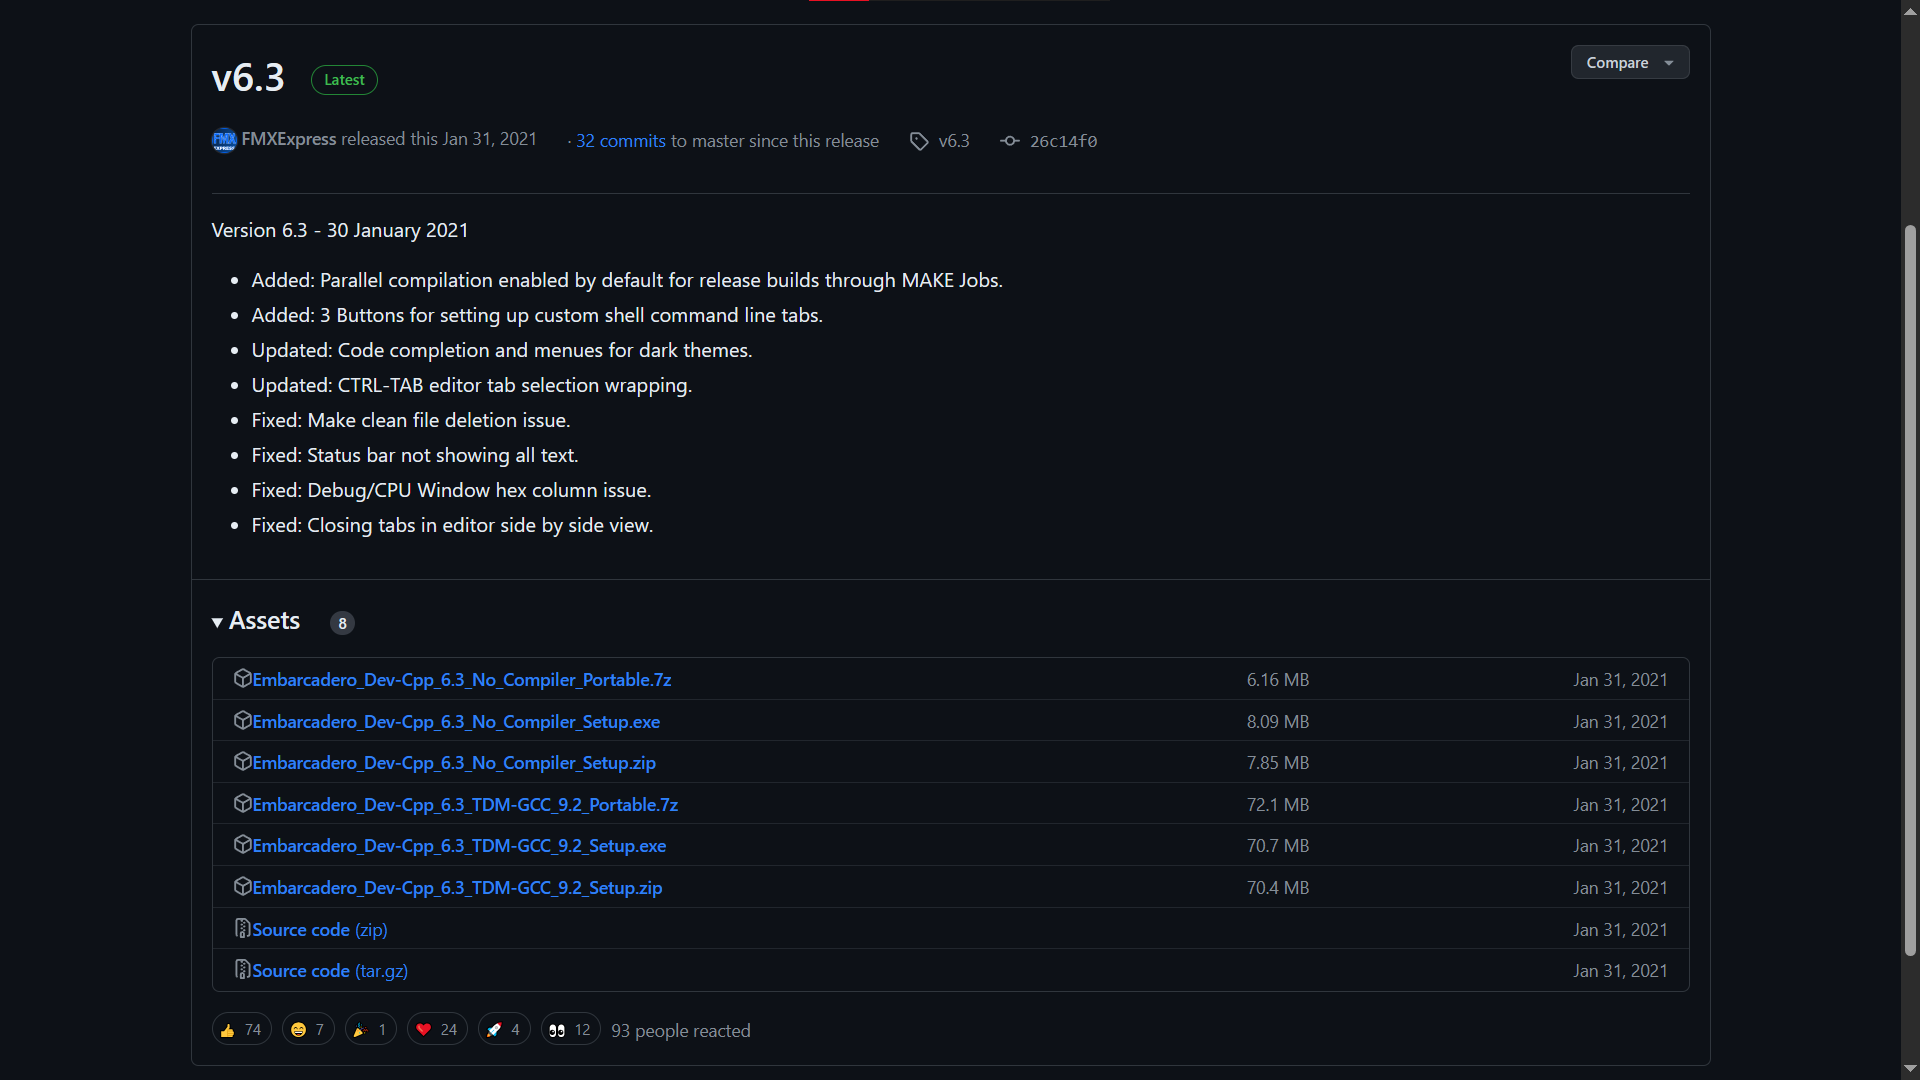 v6.3 Latest Compare
FMXExpress released this Jan 31, 2021 · 32 commits to master since this release v6.3 26c14f0
Version 6.3 - 30 January 2021
• Added: Parallel compilation enabled by default for release builds through MAKE Jobs.
• Added: 3 Buttons for setting up custom shell command line tabs.
• Updated: Code completion and menues for dark themes.
• Updated: CTRL-TAB editor tab selection wrapping.
• Fixed: Make clean file deletion issue.
• Fixed: Status bar not showing all text.
• Fixed: Debug/CPU Window hex column issue.
• Fixed: Closing tabs in editor side by side view.
Assets 8
Embarcadero_Dev-Cpp_6.3_No_Compiler_Portable.7z 6.16 MB Jan 31, 2021
Embarcadero_Dev-Cpp_6.3_No_Compiler_Setup.exe 8.09 MB Jan 31, 2021
Embarcadero_Dev-Cpp_6.3_No_Compiler_Setup.zip 7.85 MB Jan 31, 2021
Embarcadero_Dev-Cpp_6.3_TDM-GCC_9.2_Portable.7z 72.1 MB Jan 31, 2021
Embarcadero_Dev-Cpp_6.3_TDM-GCC_9.2_Setup.exe 70.7 MB Jan 31, 2021
Embarcadero_Dev-Cpp_6.3_TDM-GCC_9.2_Setup.zip 70.4 MB Jan 31, 2021
Source code (zip) Jan 31, 2021
Source code (tar.gz) Jan 31, 2021
👍 74 😄 7 🎉 1 ❤️ 24 🚀 4 👀 12 93 people reacted